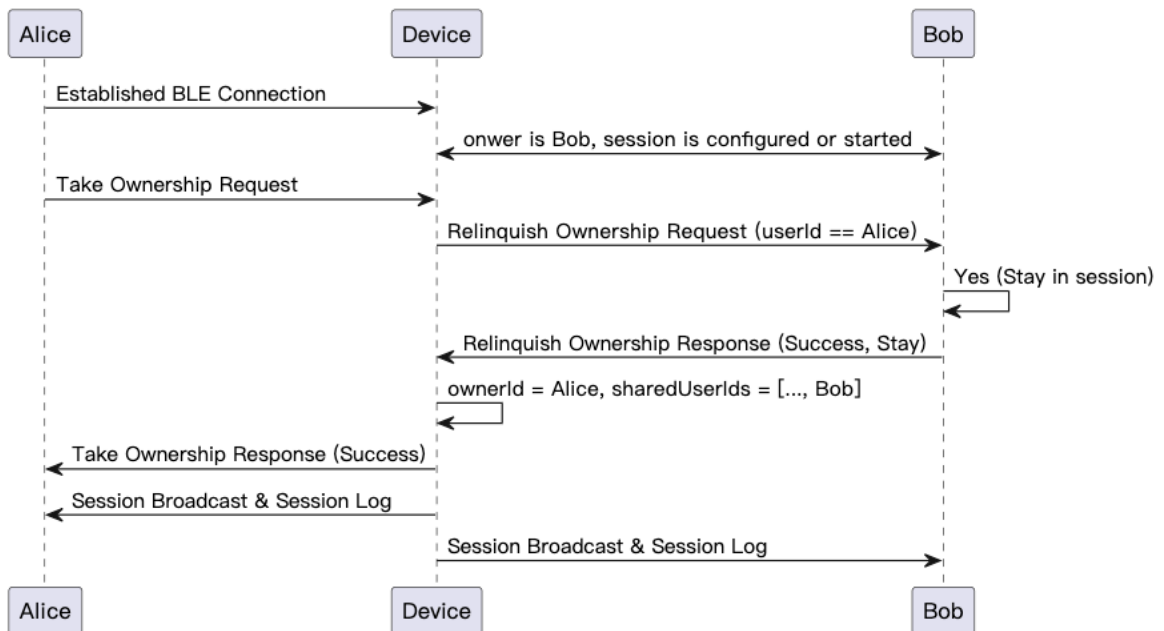 Alice Device Bob
Established BLE Connection
onwer is Bob, session is configured or started
Take Ownership Request
Relinquish Ownership Request (userId == Alice)
Yes (Stay in session)
Relinquish Ownership Response (Success, Stay)
ownerId = Alice, sharedUserIds = [..., Bob]
Take Ownership Response (Success)
Session Broadcast & Session Log
Session Broadcast & Session Log
Alice Device Bob